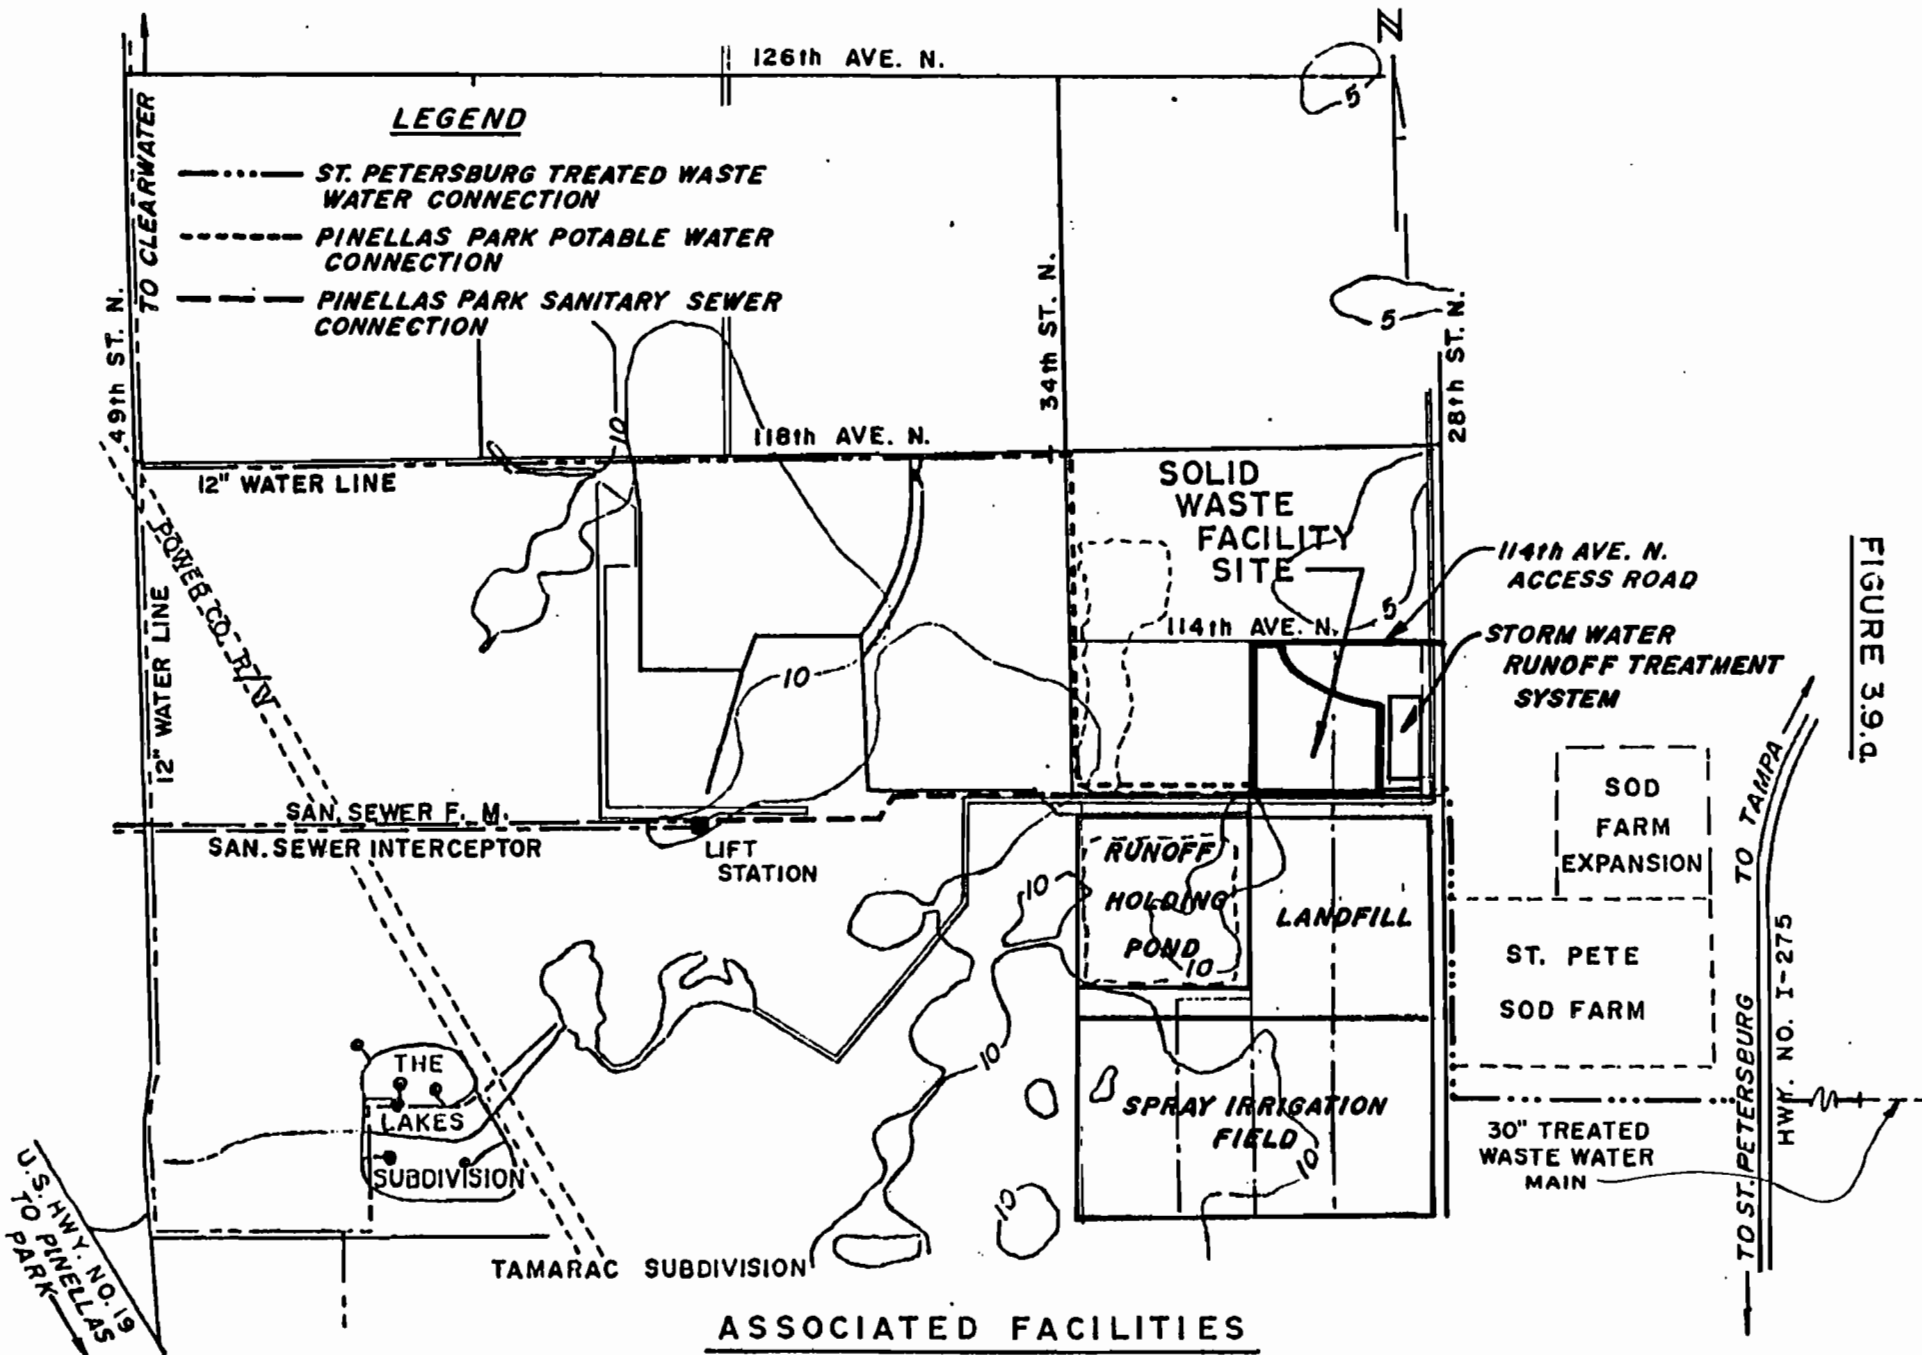 126th AVE. N.
N
LEGEND
ST. PETERSBURG TREATED WASTE
WATER CONNECTION
PINELLAS PARK POTABLE WATER
CONNECTION
PINELLAS PARK SANITARY SEWER
CONNECTION
TO CLEARWATER
49th ST. N.
34th ST. N.
28th ST. N.
5
5
10
118th AVE. N.
12" WATER LINE
12" WATER LINE
POWER CO. R/W
SOLID
WASTE
FACILITY
SITE
114th AVE. N.
ACCESS ROAD
5
114th AVE. N.
STORM WATER
RUNOFF TREATMENT
SYSTEM
FIGURE 3.9.a.
10
SAN. SEWER F. M.
SAN. SEWER INTERCEPTOR
LIFT
STATION
RUNOFF
HOLDING
POND
10
10
LANDFILL
SOD
FARM
EXPANSION
ST. PETE
SOD FARM
TO TAMPA
HWY. NO. I-275
TO ST. PETERSBURG
10
THE
LAKES
SUBDIVISION
SPRAY IRRIGATION
FIELD
10
10
30" TREATED
WASTE WATER
MAIN
U.S. HWY. NO. 19
TO PINELLAS
PARK
TAMARAC SUBDIVISION
ASSOCIATED FACILITIES